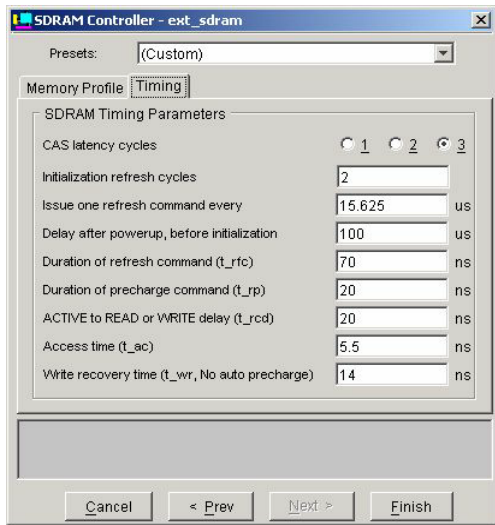 SDRAM Controller - ext_sdram
Presets: (Custom)
Memory Profile Timing
SDRAM Timing Parameters
CAS latency cycles 1 2 3
Initialization refresh cycles 2
Issue one refresh command every 15.625 us
Delay after powerup, before initialization 100 us
Duration of refresh command (t_rfc) 70 ns
Duration of precharge command (t_rp) 20 ns
ACTIVE to READ or WRITE delay (t_rcd) 20 ns
Access time (t_ac) 5.5 ns
Write recovery time (t_wr, No auto precharge) 14 ns
Cancel < Prev Next > Finish